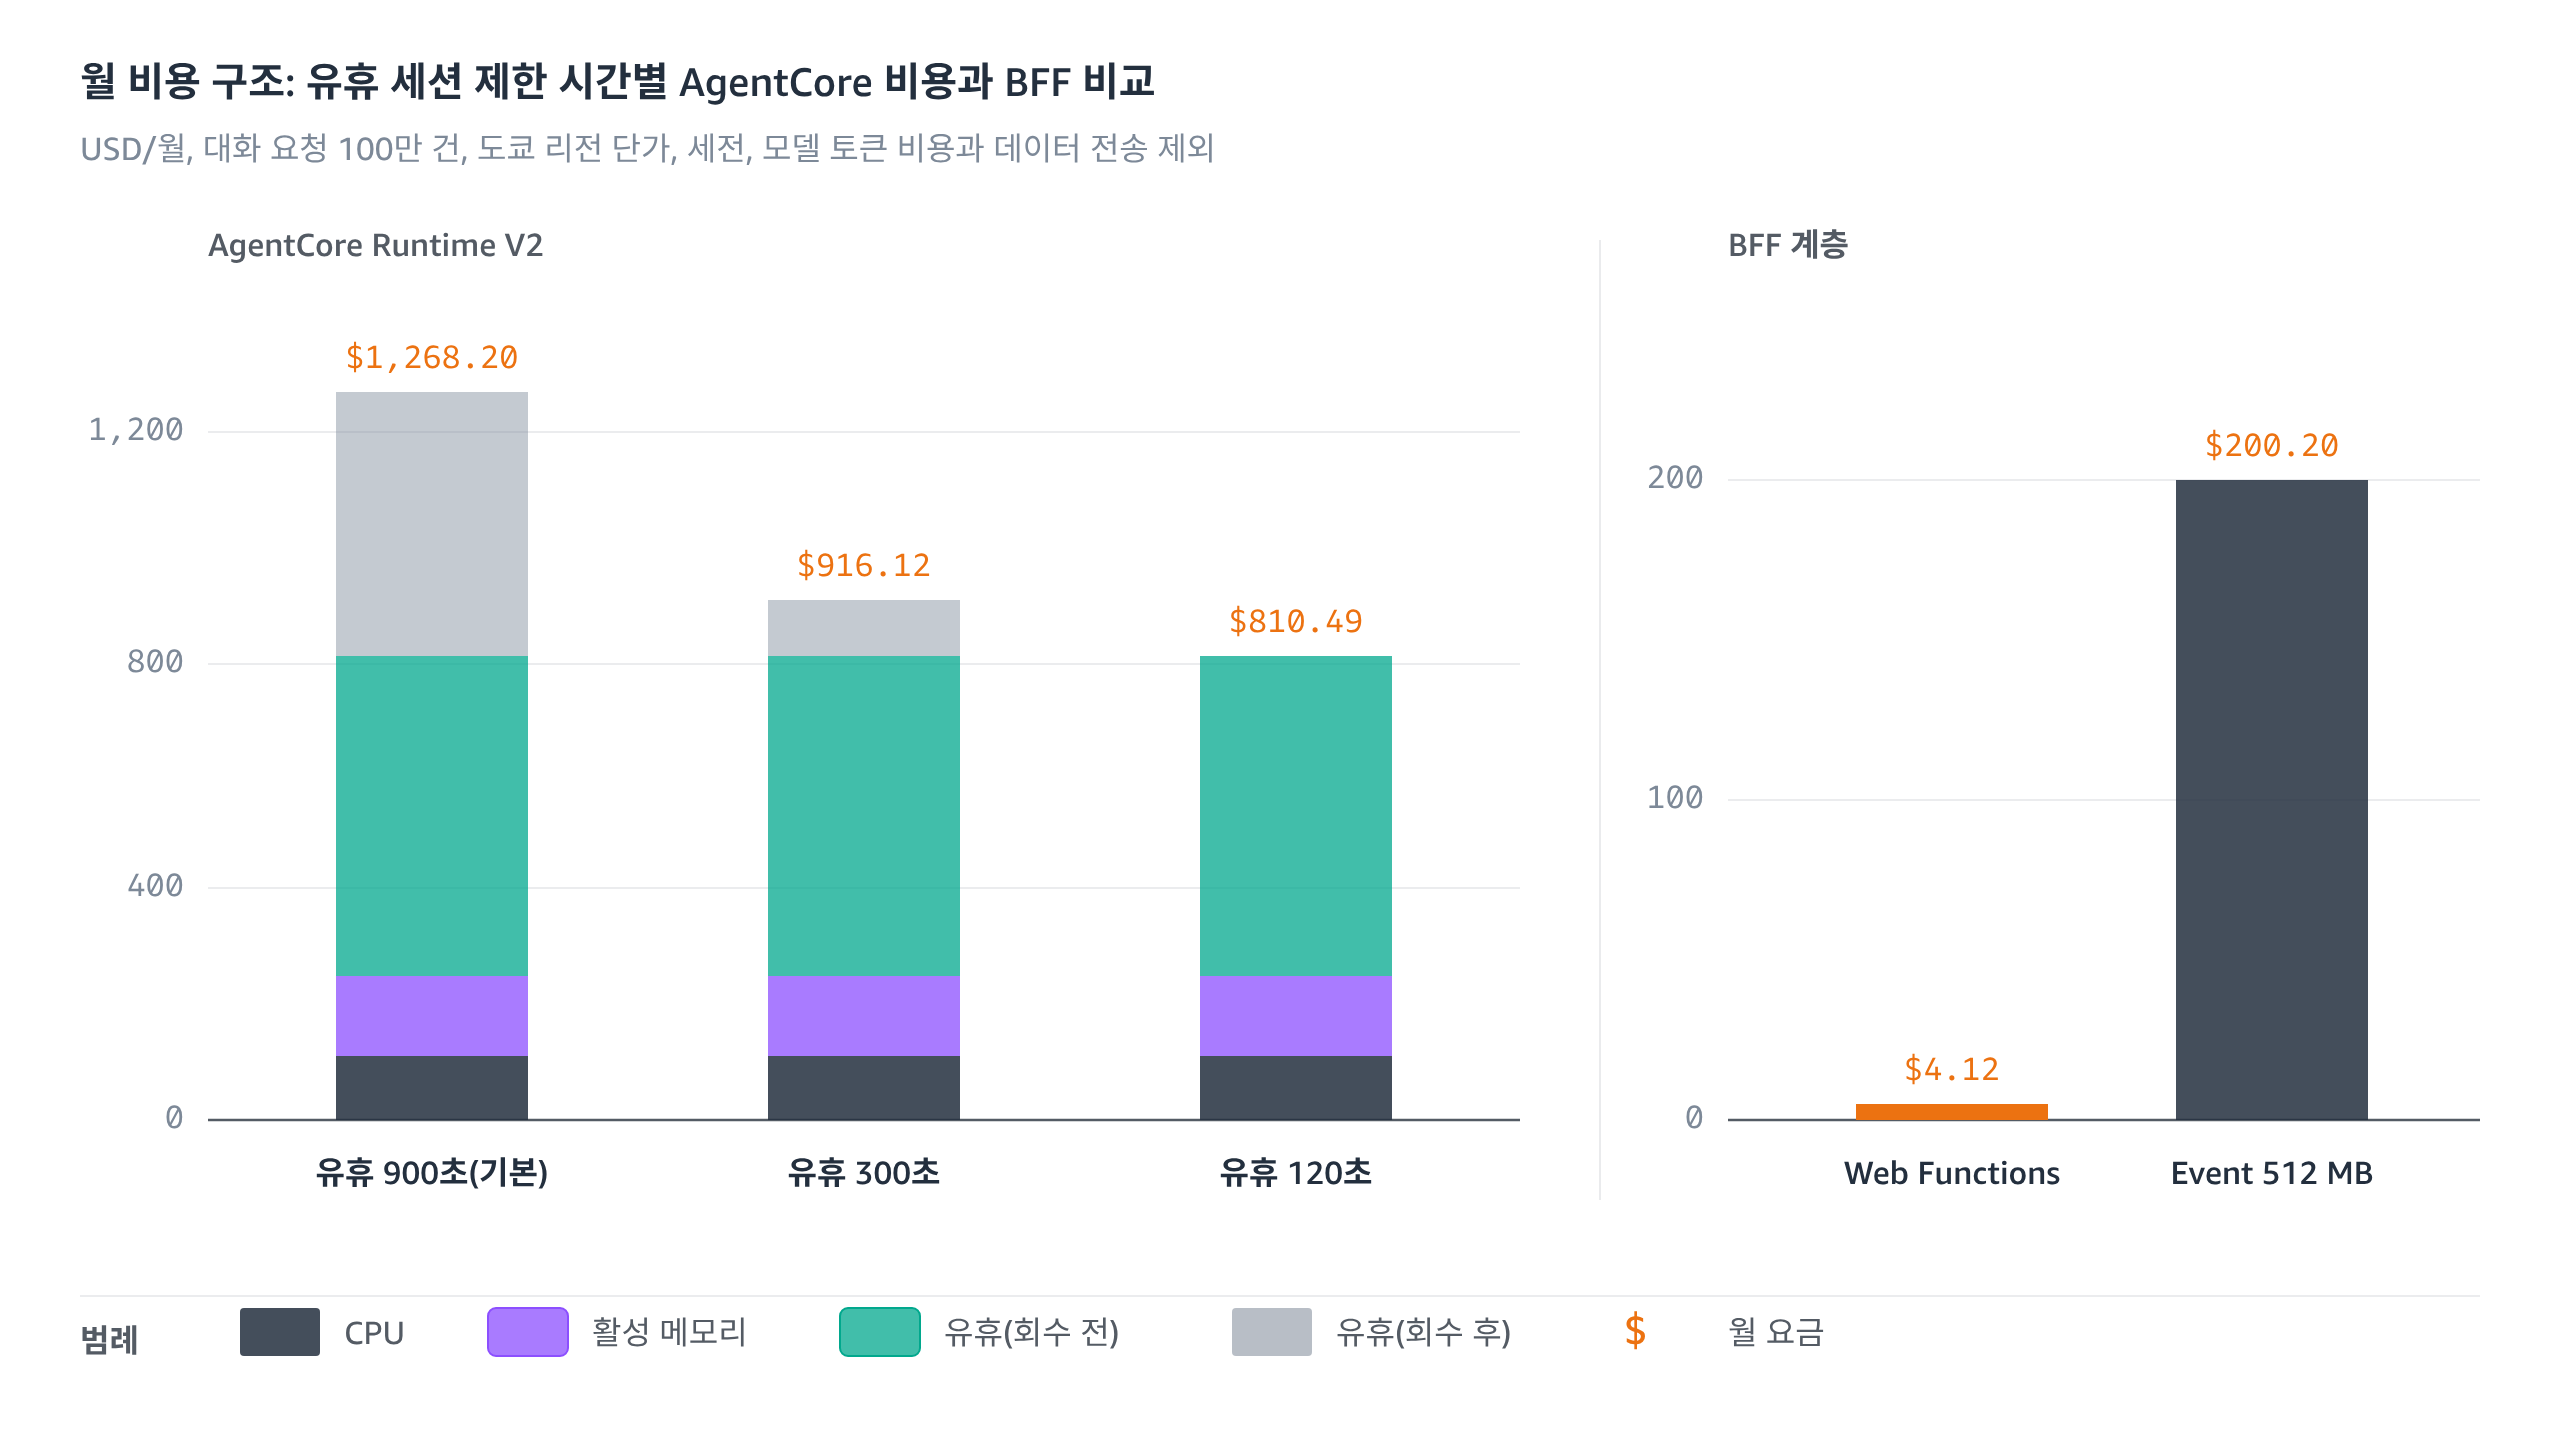 월 비용 구조: 유휴 세션 제한 시간별 AgentCore 비용과 BFF 비교
USD/월, 대화 요청 100만 건, 도쿄 리전 단가, 세전, 모델 토큰 비용과 데이터 전송 제외
AgentCore Runtime V2
$1,268.20
1,200
$916.12
$810.49
800
400
0
유휴 900초(기본)
유휴 300초
유휴 120초
BFF 계층
$200.20
200
100
$4.12
0
Web Functions
Event 512 MB
범례
CPU
활성 메모리
유휴(회수 전)
유휴(회수 후)
$
월 요금